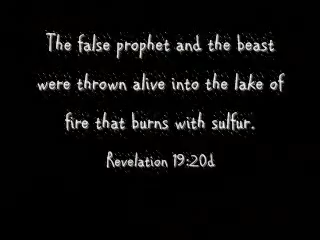 The false prophet and the beast
were thrown alive into the lake of
fire that burns with sulfur.
Revelation 19:20d